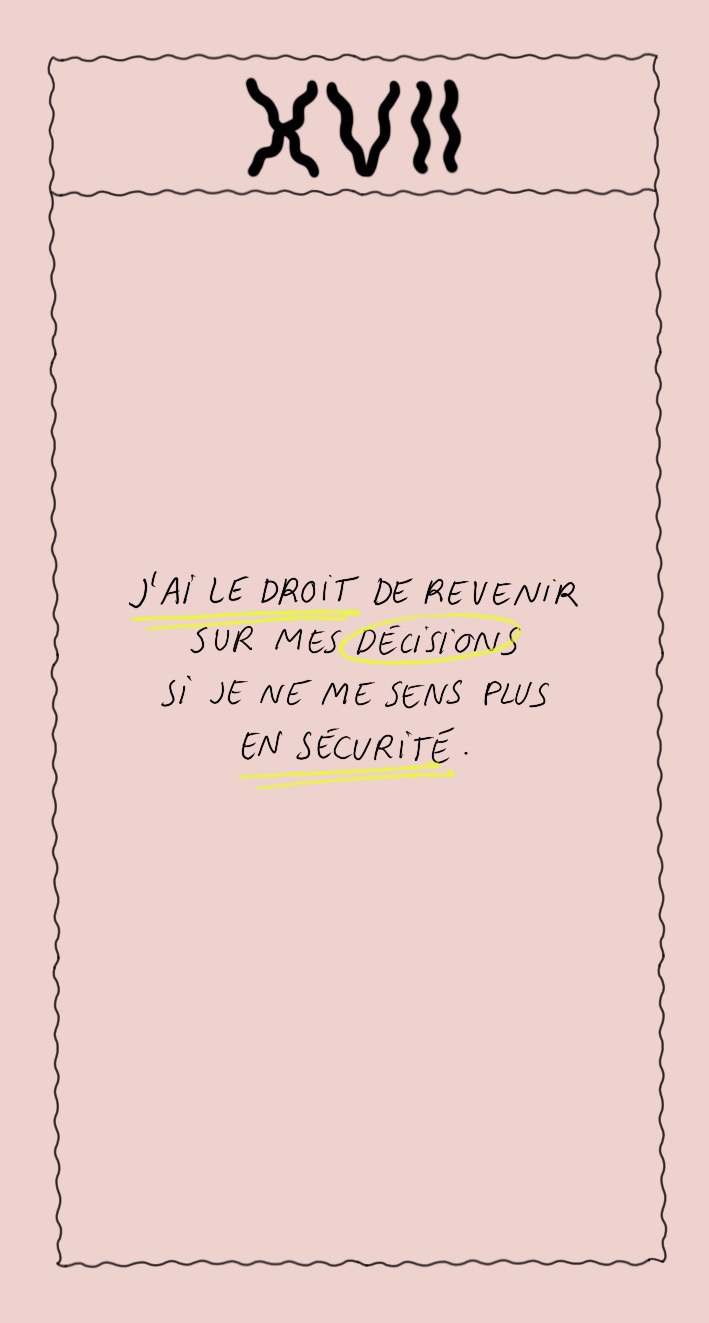 XVII
J'AI LE DROIT DE REVENIR
SUR MES DÉCISIONS
SI JE NE ME SENS PLUS
EN SÉCURITÉ.